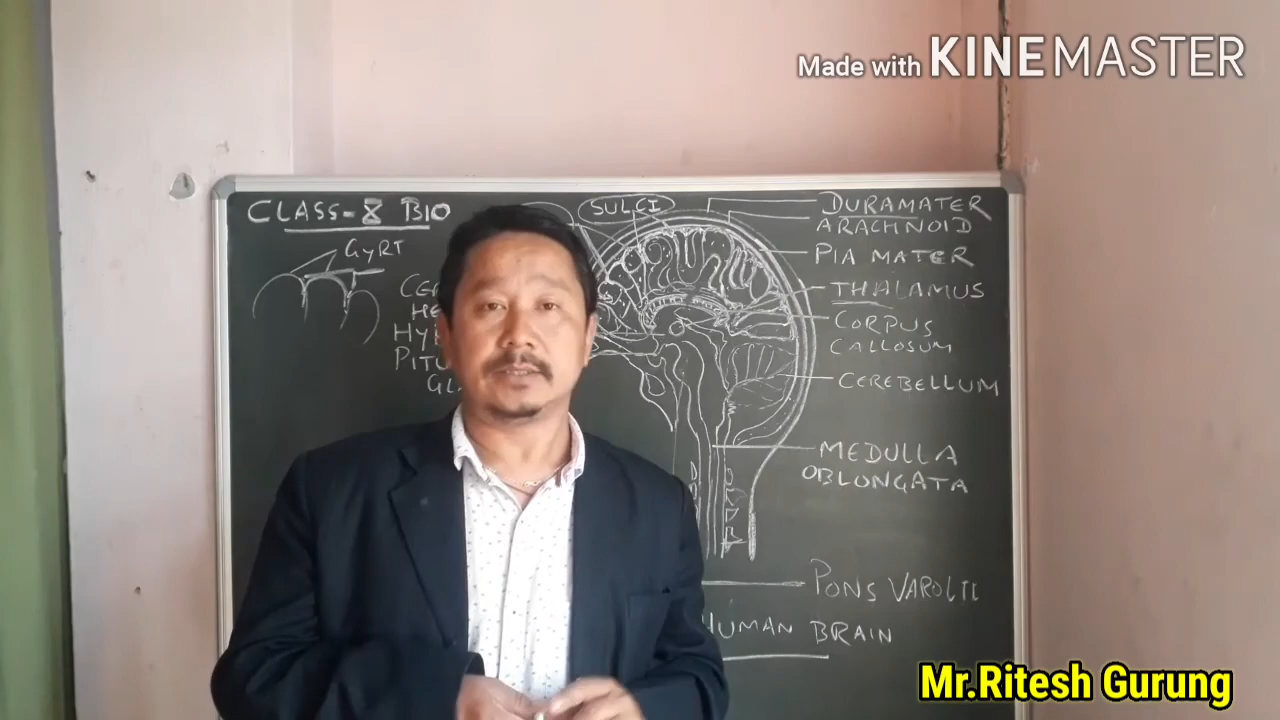 Made with KINEMASTER
CLASS-8 BIO
GYRI
SULCI
DURAMATER
ARACHNOID
PIA MATER
THALAMUS
CORPUS
CALLOSUM
CEREBELLUM
MEDULLA
OBLONGATA
PONS VAROLII
HUMAN BRAIN
Mr.Ritesh Gurung